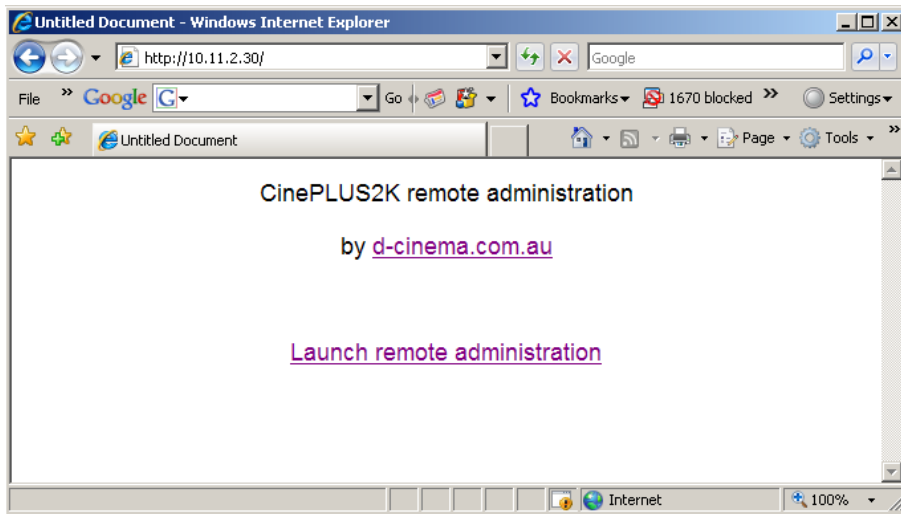 Untitled Document - Windows Internet Explorer
http://10.11.2.30/ Google
File » Google G Go Bookmarks 1670 blocked » Settings
Untitled Document Page Tools »
CinePLUS2K remote administration
by d-cinema.com.au
Launch remote administration
Internet 100%